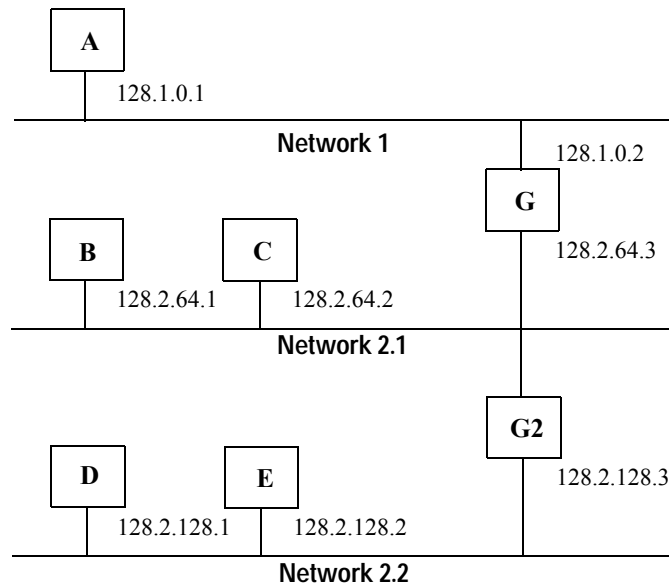 A
128.1.0.1
Network 1
128.1.0.2
G
B
C
128.2.64.3
128.2.64.1
128.2.64.2
Network 2.1
G2
D
E
128.2.128.3
128.2.128.1
128.2.128.2
Network 2.2